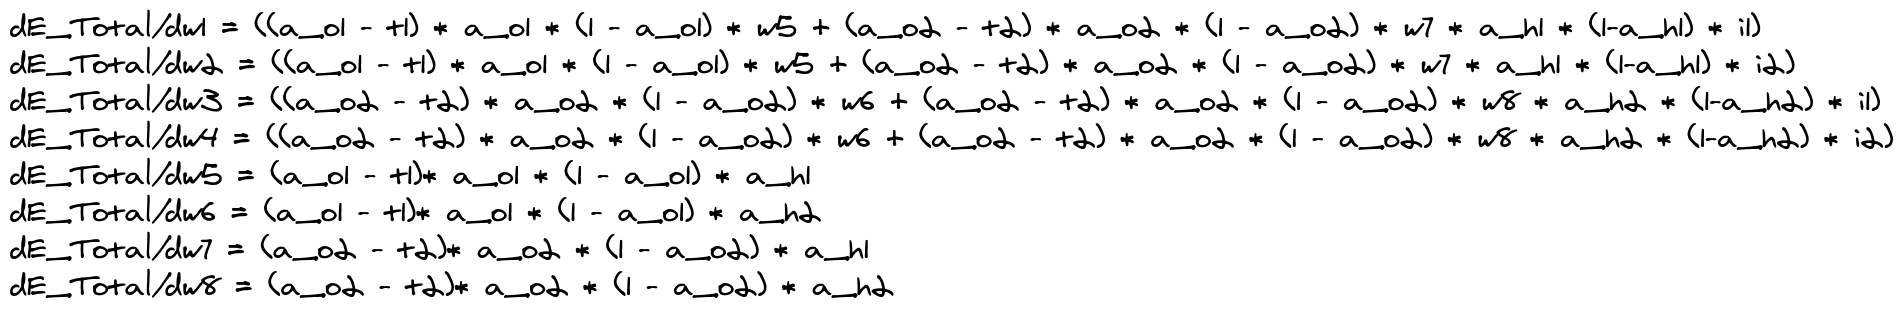 dE_Total/dw1 = ((a_o1 - t1) * a_o1 * (1 - a_o1) * w5 + (a_o2 - t2) * a_o2 * (1 - a_o2) * w7 * a_h1 * (1-a_h1) * i1)
dE_Total/dw2 = ((a_o1 - t1) * a_o1 * (1 - a_o1) * w5 + (a_o2 - t2) * a_o2 * (1 - a_o2) * w7 * a_h1 * (1-a_h1) * i2)
dE_Total/dw3 = ((a_o2 - t2) * a_o2 * (1 - a_o2) * w6 + (a_o2 - t2) * a_o2 * (1 - a_o2) * w8 * a_h2 * (1-a_h2) * i1)
dE_Total/dw4 = ((a_o2 - t2) * a_o2 * (1 - a_o2) * w6 + (a_o2 - t2) * a_o2 * (1 - a_o2) * w8 * a_h2 * (1-a_h2) * i2)
dE_Total/dw5 = (a_o1 - t1)* a_o1 * (1 - a_o1) * a_h1
dE_Total/dw6 = (a_o1 - t1)* a_o1 * (1 - a_o1) * a_h2
dE_Total/dw7 = (a_o2 - t2)* a_o2 * (1 - a_o2) * a_h1
dE_Total/dw8 = (a_o2 - t2)* a_o2 * (1 - a_o2) * a_h2